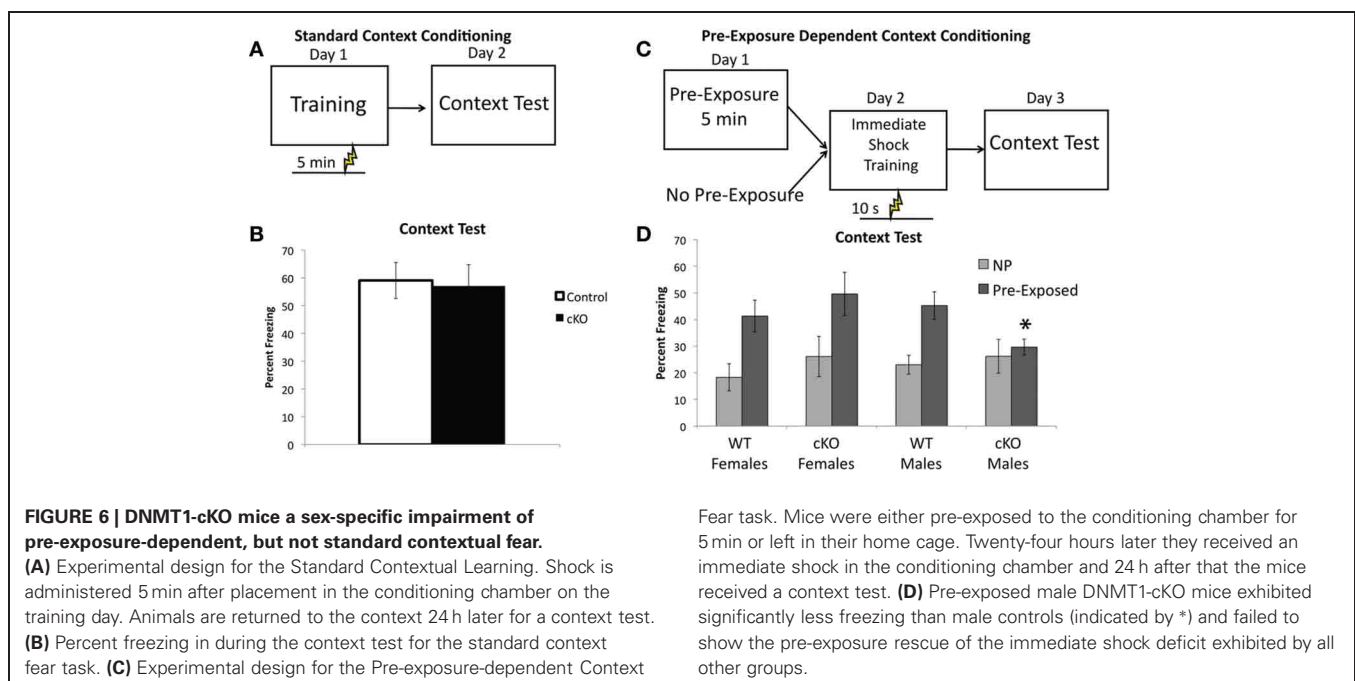 A
Standard Context Conditioning
Day 1
Day 2
Training
Context Test
5 min
C
Pre-Exposure Dependent Context Conditioning
Day 1
Pre-Exposure
5 min
No Pre-Exposure
Day 2
Immediate
Shock
Training
10 s
Day 3
Context Test
B
Context Test
Percent Freezing
70
60
50
40
30
20
10
0
Control
cKO
D
Context Test
Percent Freezing
70
60
50
40
30
20
10
0
NP
Pre-Exposed
*
WT
Females
cKO
Females
WT
Males
cKO
Males
FIGURE 6 | DNMT1-cKO mice a sex-specific impairment of
pre-exposure-dependent, but not standard contextual fear.
(A) Experimental design for the Standard Contextual Learning. Shock is
administered 5 min after placement in the conditioning chamber on the
training day. Animals are returned to the context 24 h later for a context test.
(B) Percent freezing in during the context test for the standard context
fear task. (C) Experimental design for the Pre-exposure-dependent Context
Fear task. Mice were either pre-exposed to the conditioning chamber for
5 min or left in their home cage. Twenty-four hours later they received an
immediate shock in the conditioning chamber and 24 h after that the mice
received a context test. (D) Pre-exposed male DNMT1-cKO mice exhibited
significantly less freezing than male controls (indicated by *) and failed to
show the pre-exposure rescue of the immediate shock deficit exhibited by all
other groups.